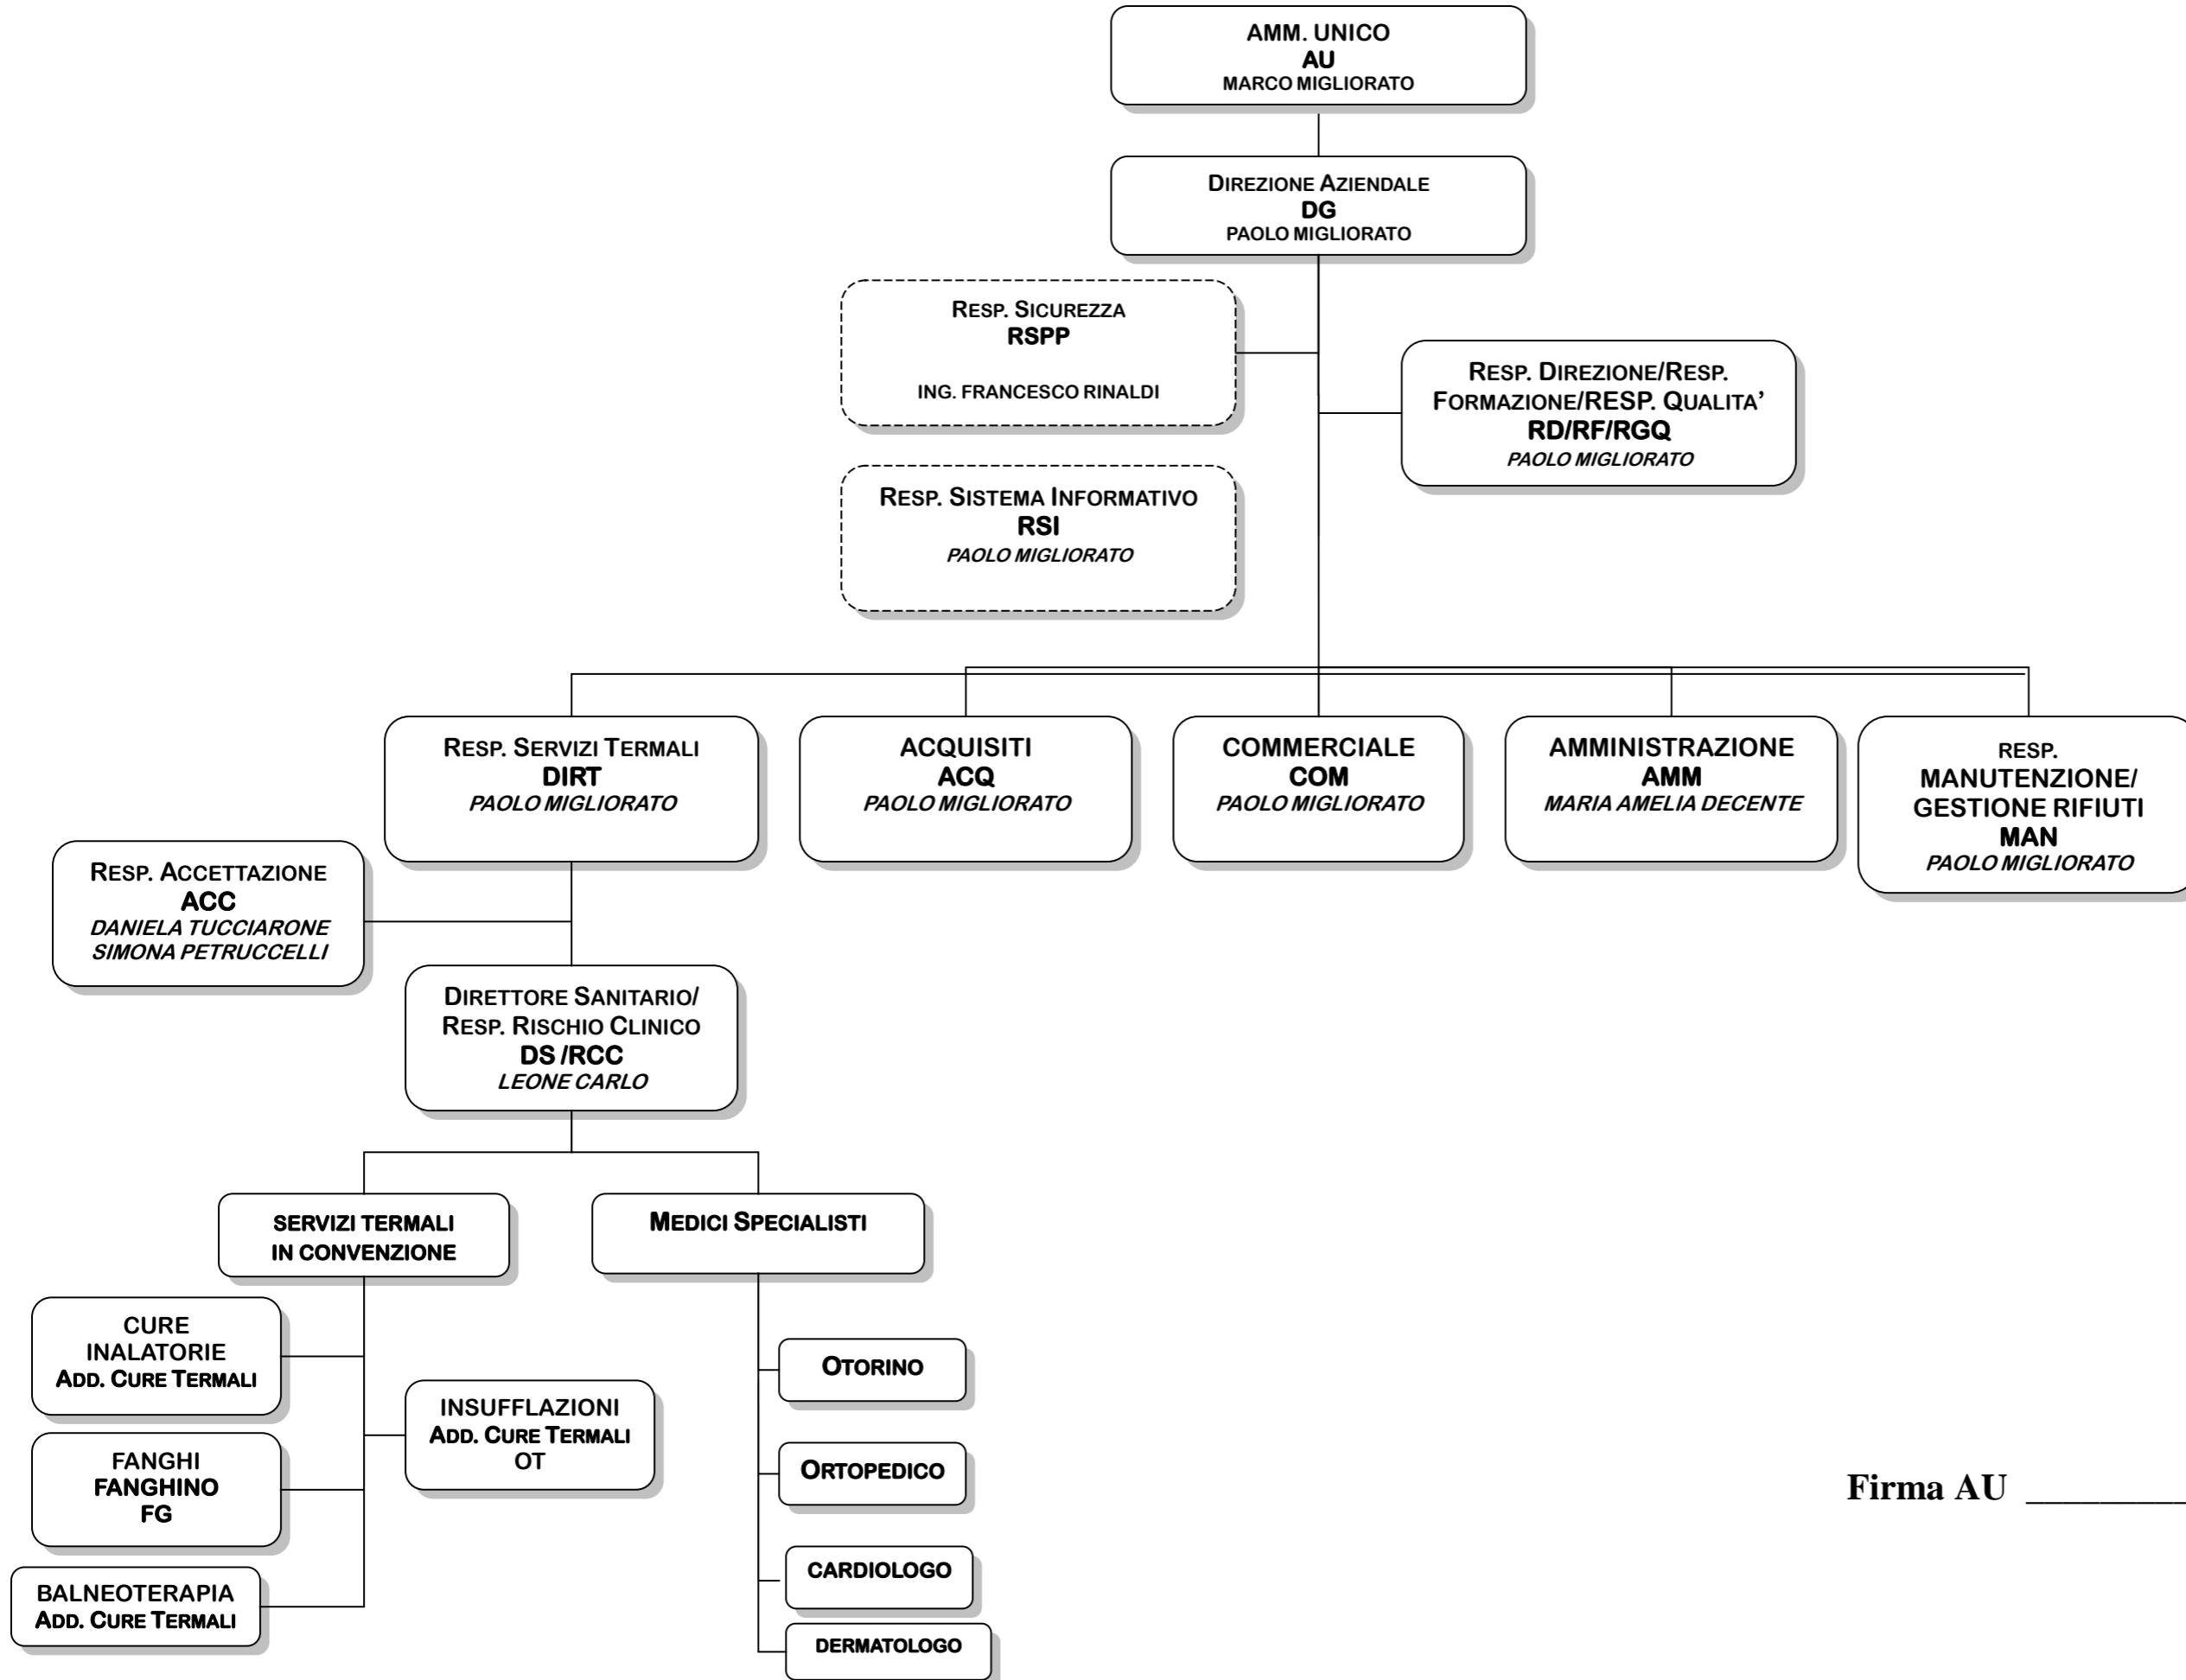 AMM. UNICO
AU
MARCO MIGLIORATO
DIREZIONE AZIENDALE
DG
PAOLO MIGLIORATO
RESP. SICUREZZA
RSPP
ING. FRANCESCO RINALDI
RESP. DIREZIONE/RESP.
FORMAZIONE/RESP. QUALITA'
RD/RF/RGQ
PAOLO MIGLIORATO
RESP. SISTEMA INFORMATIVO
RSI
PAOLO MIGLIORATO
RESP. SERVIZI TERMALI
DIRT
PAOLO MIGLIORATO
ACQUISITI
ACQ
PAOLO MIGLIORATO
COMMERCIALE
COM
PAOLO MIGLIORATO
AMMINISTRAZIONE
AMM
MARIA AMELIA DECENTE
RESP.
MANUTENZIONE/
GESTIONE RIFIUTI
MAN
PAOLO MIGLIORATO
RESP. ACCETTAZIONE
ACC
DANIELA TUCCIARONE
SIMONA PETRUCCELLI
DIRETTORE SANITARIO/
RESP. RISCHIO CLINICO
DS /RCC
LEONE CARLO
SERVIZI TERMALI
IN CONVENZIONE
MEDICI SPECIALISTI
CURE
INALATORIE
ADD. CURE TERMALI
INSUFFLAZIONI
ADD. CURE TERMALI
OT
FANGHI
FANGHINO
FG
BALNEOTERAPIA
ADD. CURE TERMALI
OTORINO
ORTOPEDICO
CARDIOLOGO
DERMATOLOGO
Firma AU _________